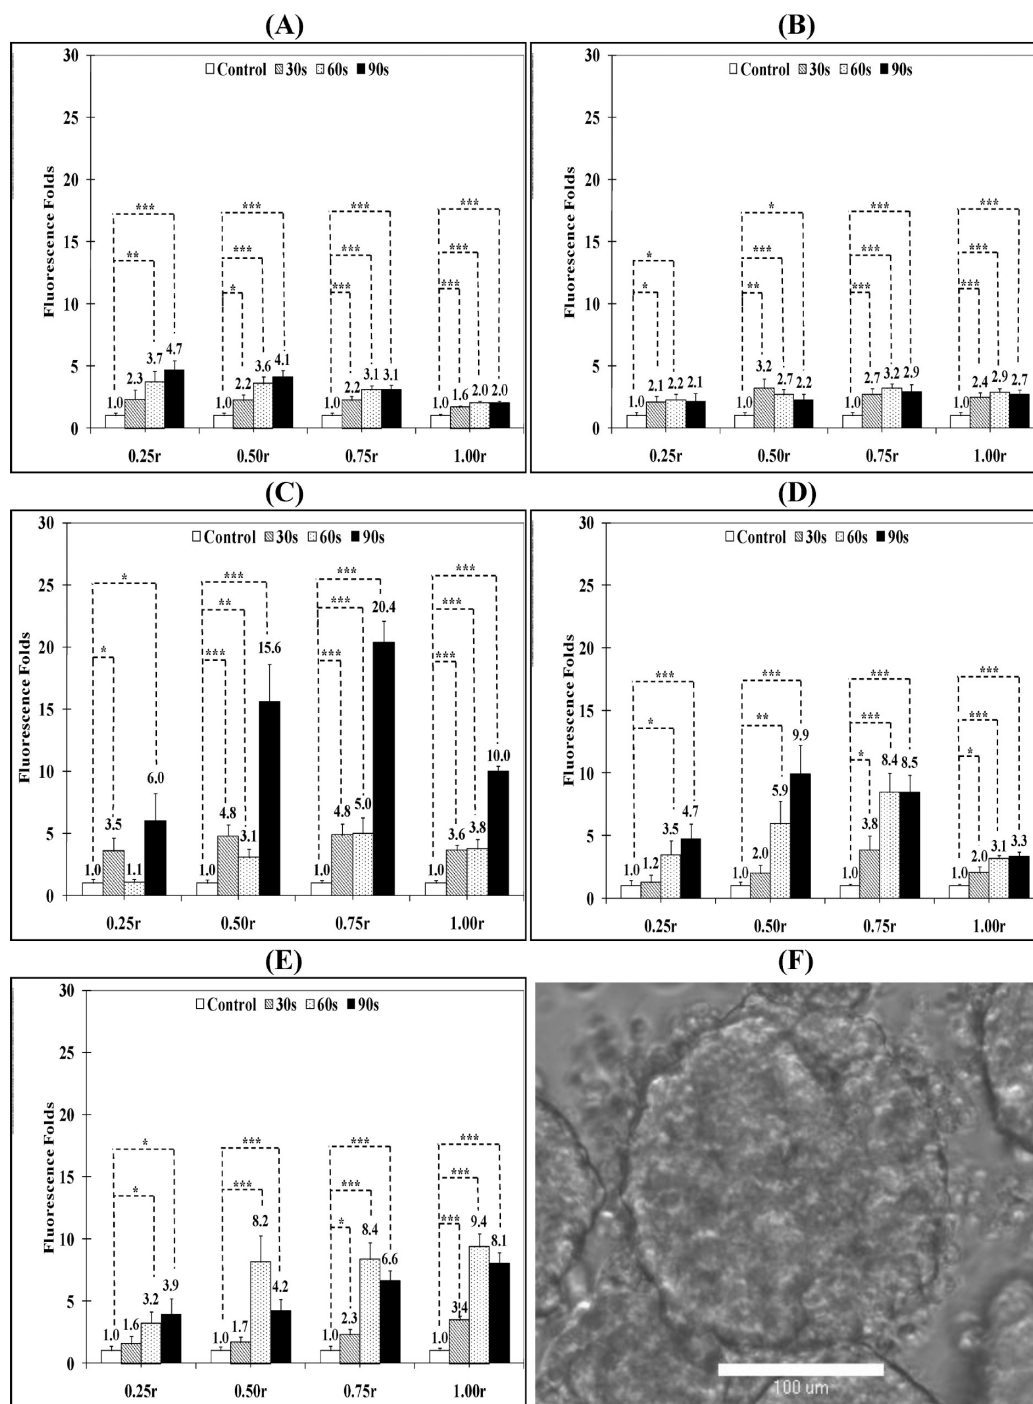 (A)
Fluorescence Folds
30
25
20
15
10
5
0
Control 30s 60s 90s
*** *** *** ***
** *** *** ***
* *** ***
1.0 2.3 3.7 4.7 1.0 2.2 3.6 4.1 1.0 2.2 3.1 3.1 1.0 1.6 2.0 2.0
0.25r 0.50r 0.75r 1.00r
(B)
Fluorescence Folds
30
25
20
15
10
5
0
Control 30s 60s 90s
* *** ***
* *** *** ***
* ** *** ***
1.0 2.1 2.2 2.1 1.0 3.2 2.7 2.2 1.0 2.7 3.2 2.9 1.0 2.4 2.9 2.7
0.25r 0.50r 0.75r 1.00r
(C)
Fluorescence Folds
30
25
20
15
10
5
0
Control 30s 60s 90s
* *** *** ***
** *** ***
* *** *** ***
1.0 3.5 1.1 6.0 1.0 4.8 3.1 15.6 1.0 4.8 5.0 20.4 1.0 3.6 3.8 10.0
0.25r 0.50r 0.75r 1.00r
(D)
Fluorescence Folds
30
25
20
15
10
5
0
Control 30s 60s 90s
*** *** *** ***
* ** *** ***
* *
1.0 1.2 3.5 4.7 1.0 2.0 5.9 9.9 1.0 3.8 8.4 8.5 1.0 2.0 3.1 3.3
0.25r 0.50r 0.75r 1.00r
(E)
Fluorescence Folds
30
25
20
15
10
5
0
Control 30s 60s 90s
* *** *** ***
* *** *** ***
* ***
1.0 1.6 3.2 3.9 1.0 1.7 8.2 4.2 1.0 2.3 8.4 6.6 1.0 3.4 9.4 8.1
0.25r 0.50r 0.75r 1.00r
(F)
100 um